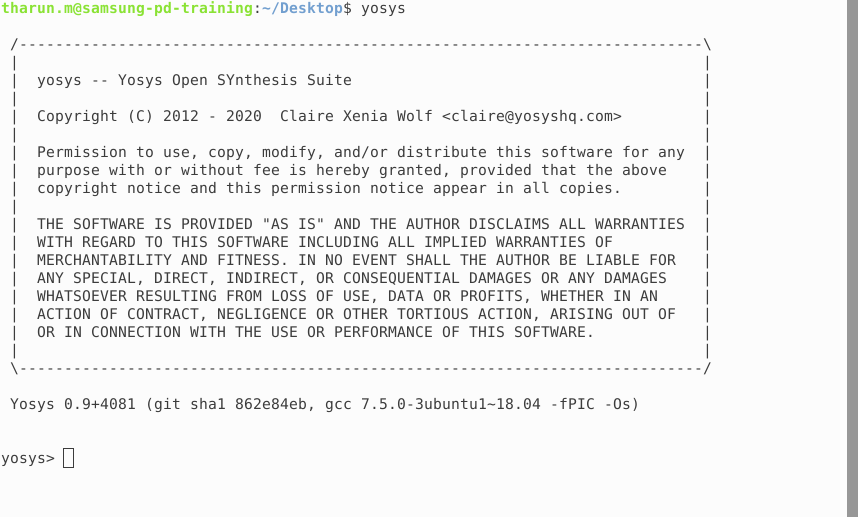 tharun.m@samsung-pd-training:~/Desktop$ yosys
/----------------------------------------------------------------------------\
|                                                                            |
|  yosys -- Yosys Open SYnthesis Suite                                       |
|                                                                            |
|  Copyright (C) 2012 - 2020  Claire Xenia Wolf <claire@yosyshq.com>         |
|                                                                            |
|  Permission to use, copy, modify, and/or distribute this software for any  |
|  purpose with or without fee is hereby granted, provided that the above    |
|  copyright notice and this permission notice appear in all copies.         |
|                                                                            |
|  THE SOFTWARE IS PROVIDED "AS IS" AND THE AUTHOR DISCLAIMS ALL WARRANTIES  |
|  WITH REGARD TO THIS SOFTWARE INCLUDING ALL IMPLIED WARRANTIES OF          |
|  MERCHANTABILITY AND FITNESS. IN NO EVENT SHALL THE AUTHOR BE LIABLE FOR   |
|  ANY SPECIAL, DIRECT, INDIRECT, OR CONSEQUENTIAL DAMAGES OR ANY DAMAGES    |
|  WHATSOEVER RESULTING FROM LOSS OF USE, DATA OR PROFITS, WHETHER IN AN     |
|  ACTION OF CONTRACT, NEGLIGENCE OR OTHER TORTIOUS ACTION, ARISING OUT OF   |
|  OR IN CONNECTION WITH THE USE OR PERFORMANCE OF THIS SOFTWARE.            |
|                                                                            |
\----------------------------------------------------------------------------/
Yosys 0.9+4081 (git sha1 862e84eb, gcc 7.5.0-3ubuntu1~18.04 -fPIC -Os)
yosys>